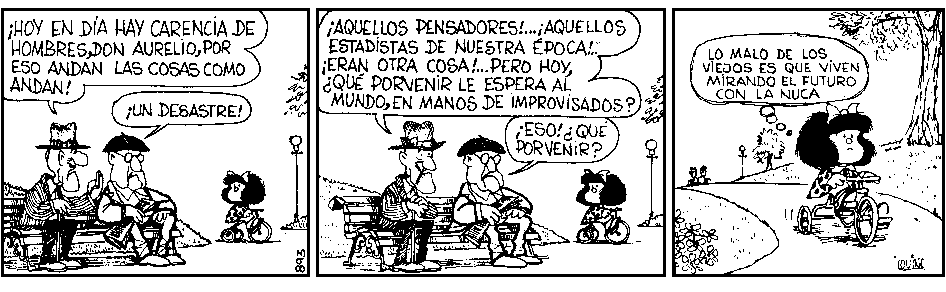 ¡HOY EN DÍA HAY CARENCIA DE
HOMBRES, DON AURELIO, POR
ESO ANDAN LAS COSAS COMO
ANDAN!
¡UN DESASTRE!
893
¡AQUELLOS PENSADORES!...¡AQUELLOS
ESTADISTAS DE NUESTRA ÉPOCA!..
¡ERAN OTRA COSA!...PERO HOY,
¿QUÉ PORVENIR LE ESPERA AL
MUNDO, EN MANOS DE IMPROVISADOS?
¡ESO! ¿QUÉ
PORVENIR?
LO MALO DE LOS
VIEJOS ES QUE VIVEN
MIRANDO EL FUTURO
CON LA NUCA